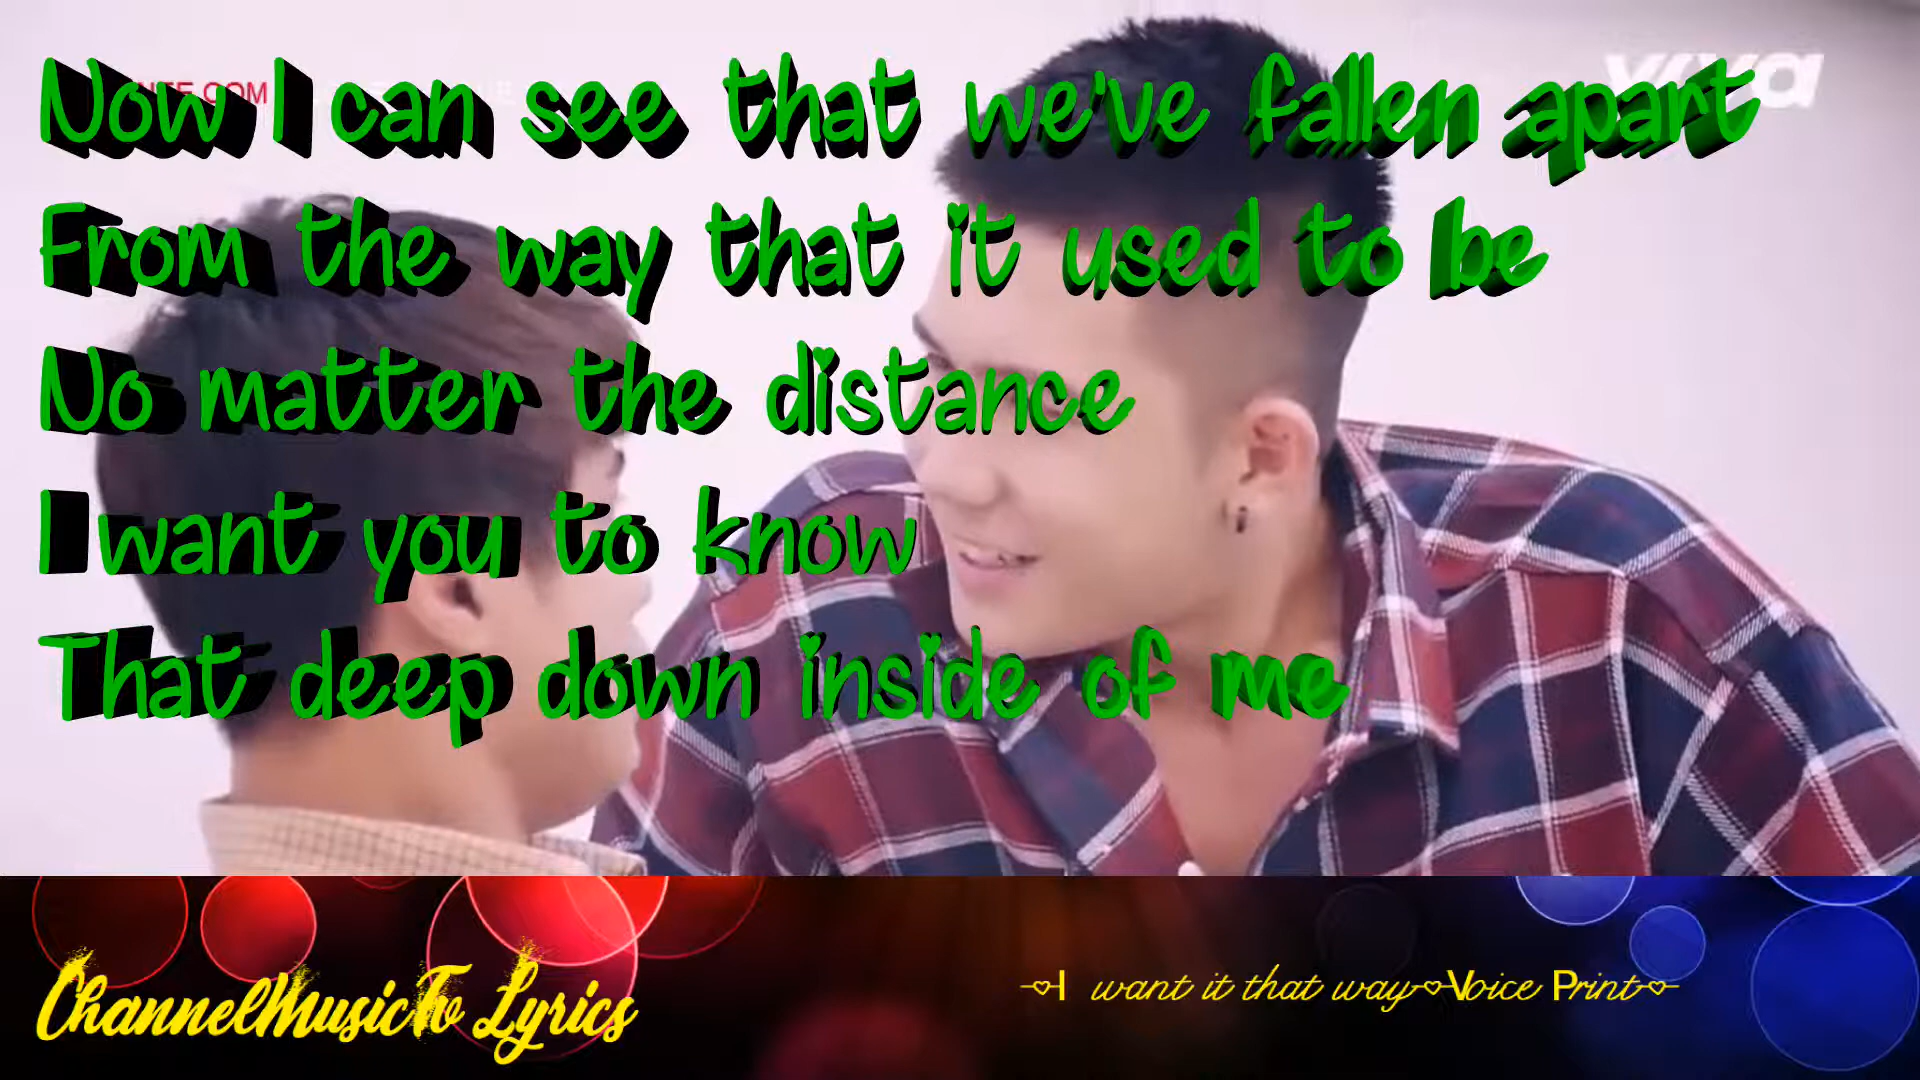 Now I can see that we've fallen apart
From the way that it used to be
No matter the distance
I want you to know
That deep down inside of me
viva
ChannelMusicTv Lyrics
I want it that way Voice Print